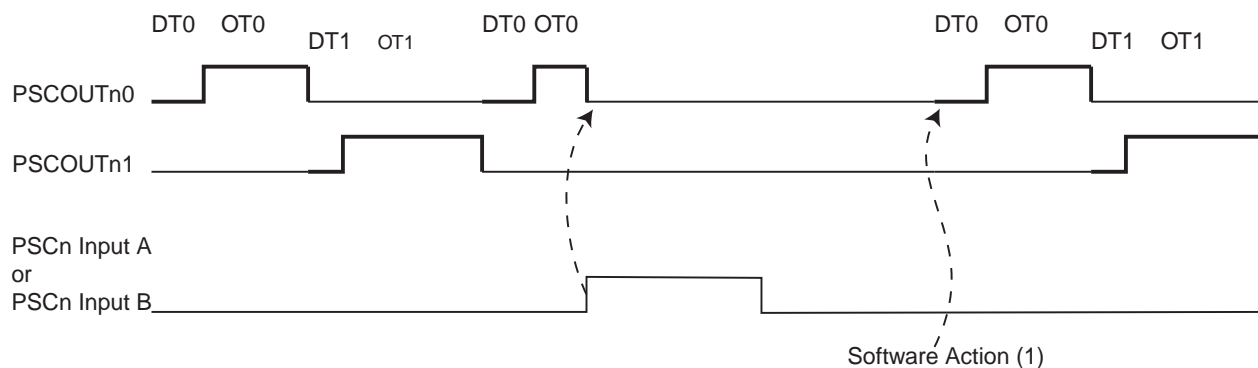 DT0 OT0 DT1 OT1 DT0 OT0 DT0 OT0 DT1 OT1
PSCOUTn0
PSCOUTn1
PSCn Input A
or
PSCn Input B
Software Action (1)